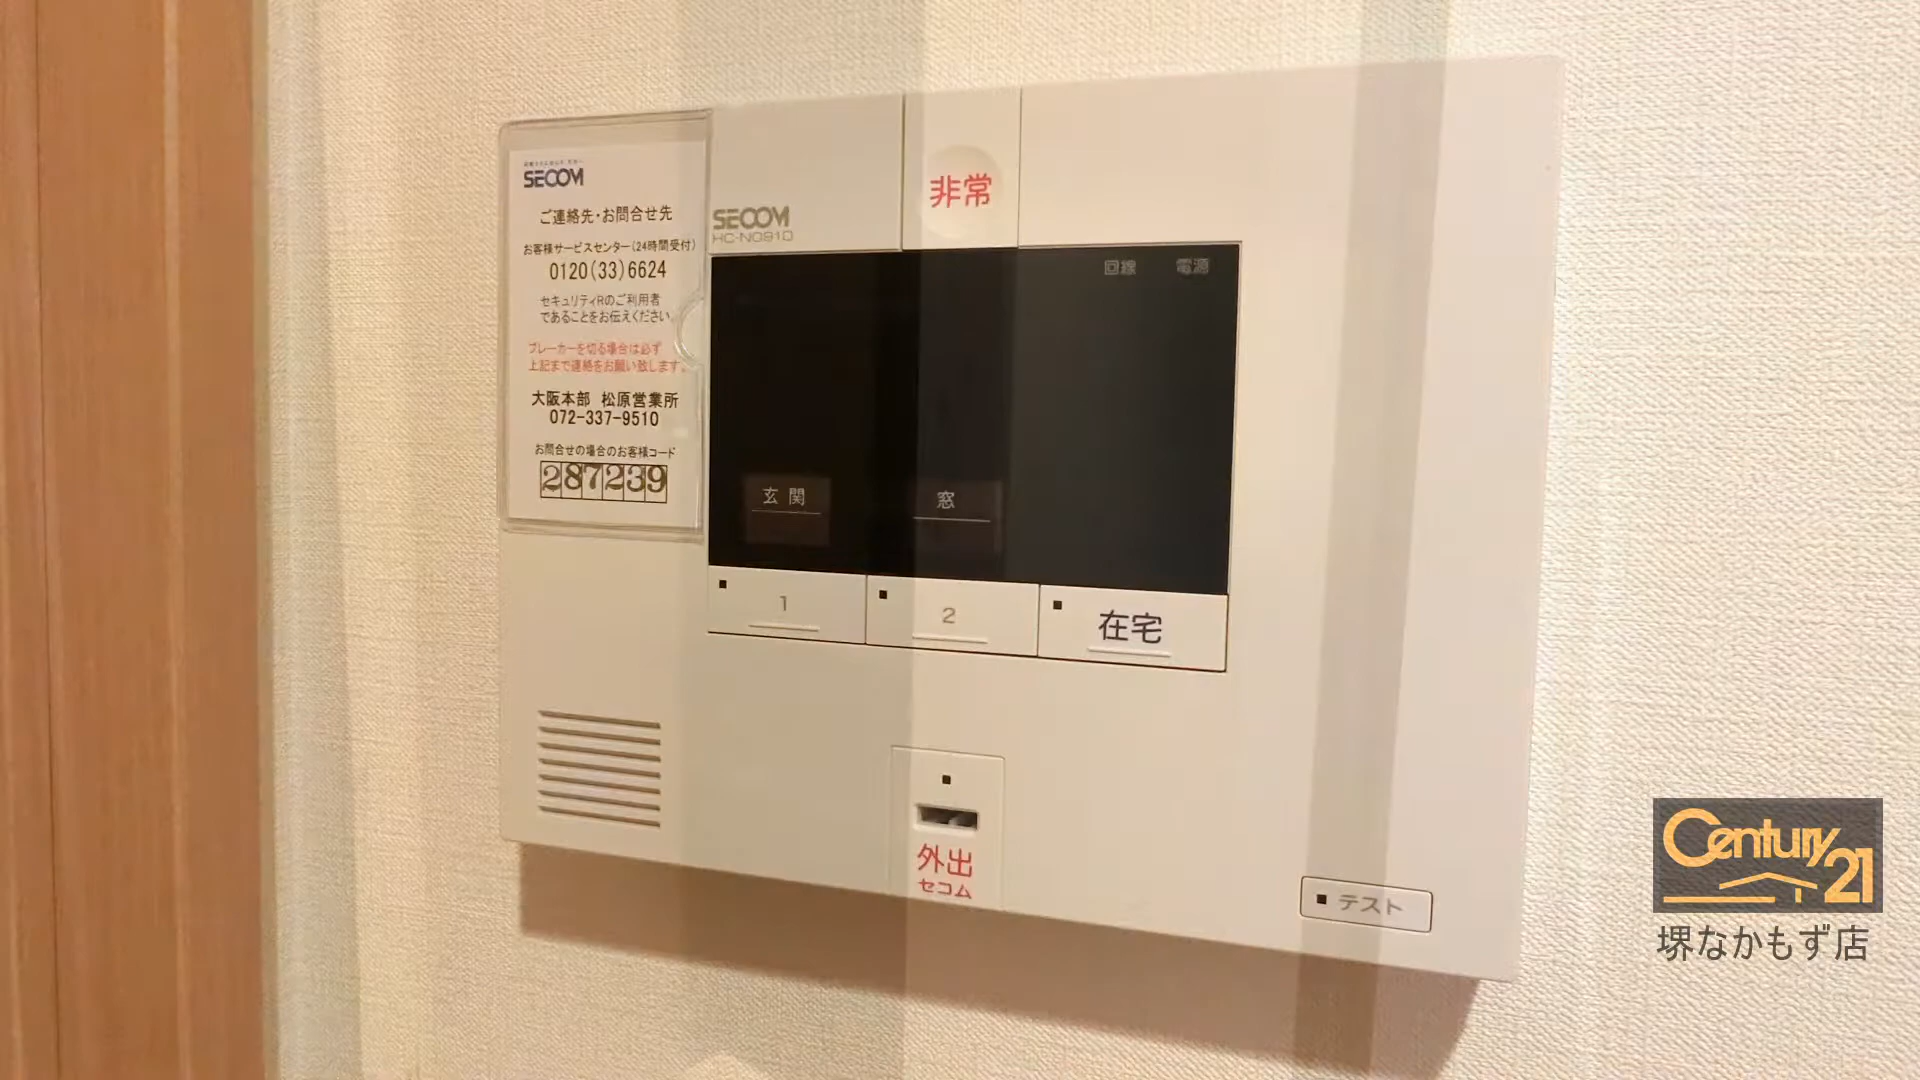 SECOM
ご連絡先・お問合せ先
お客様サービスセンター(24時間受付)
0120(33)6624
セキュリティRのご利用者
であることをお伝えください。
ブレーカーを切る場合は必ず
上記まで連絡をお願い致します。
大阪本部 松原営業所
072-337-9510
お問合せの場合のお客様コード
287239
SECOM
HC-N0910
非常
回線 電源
玄関 窓
1 2 在宅
外出
セコム
テスト
Century 21
堺なかもず店